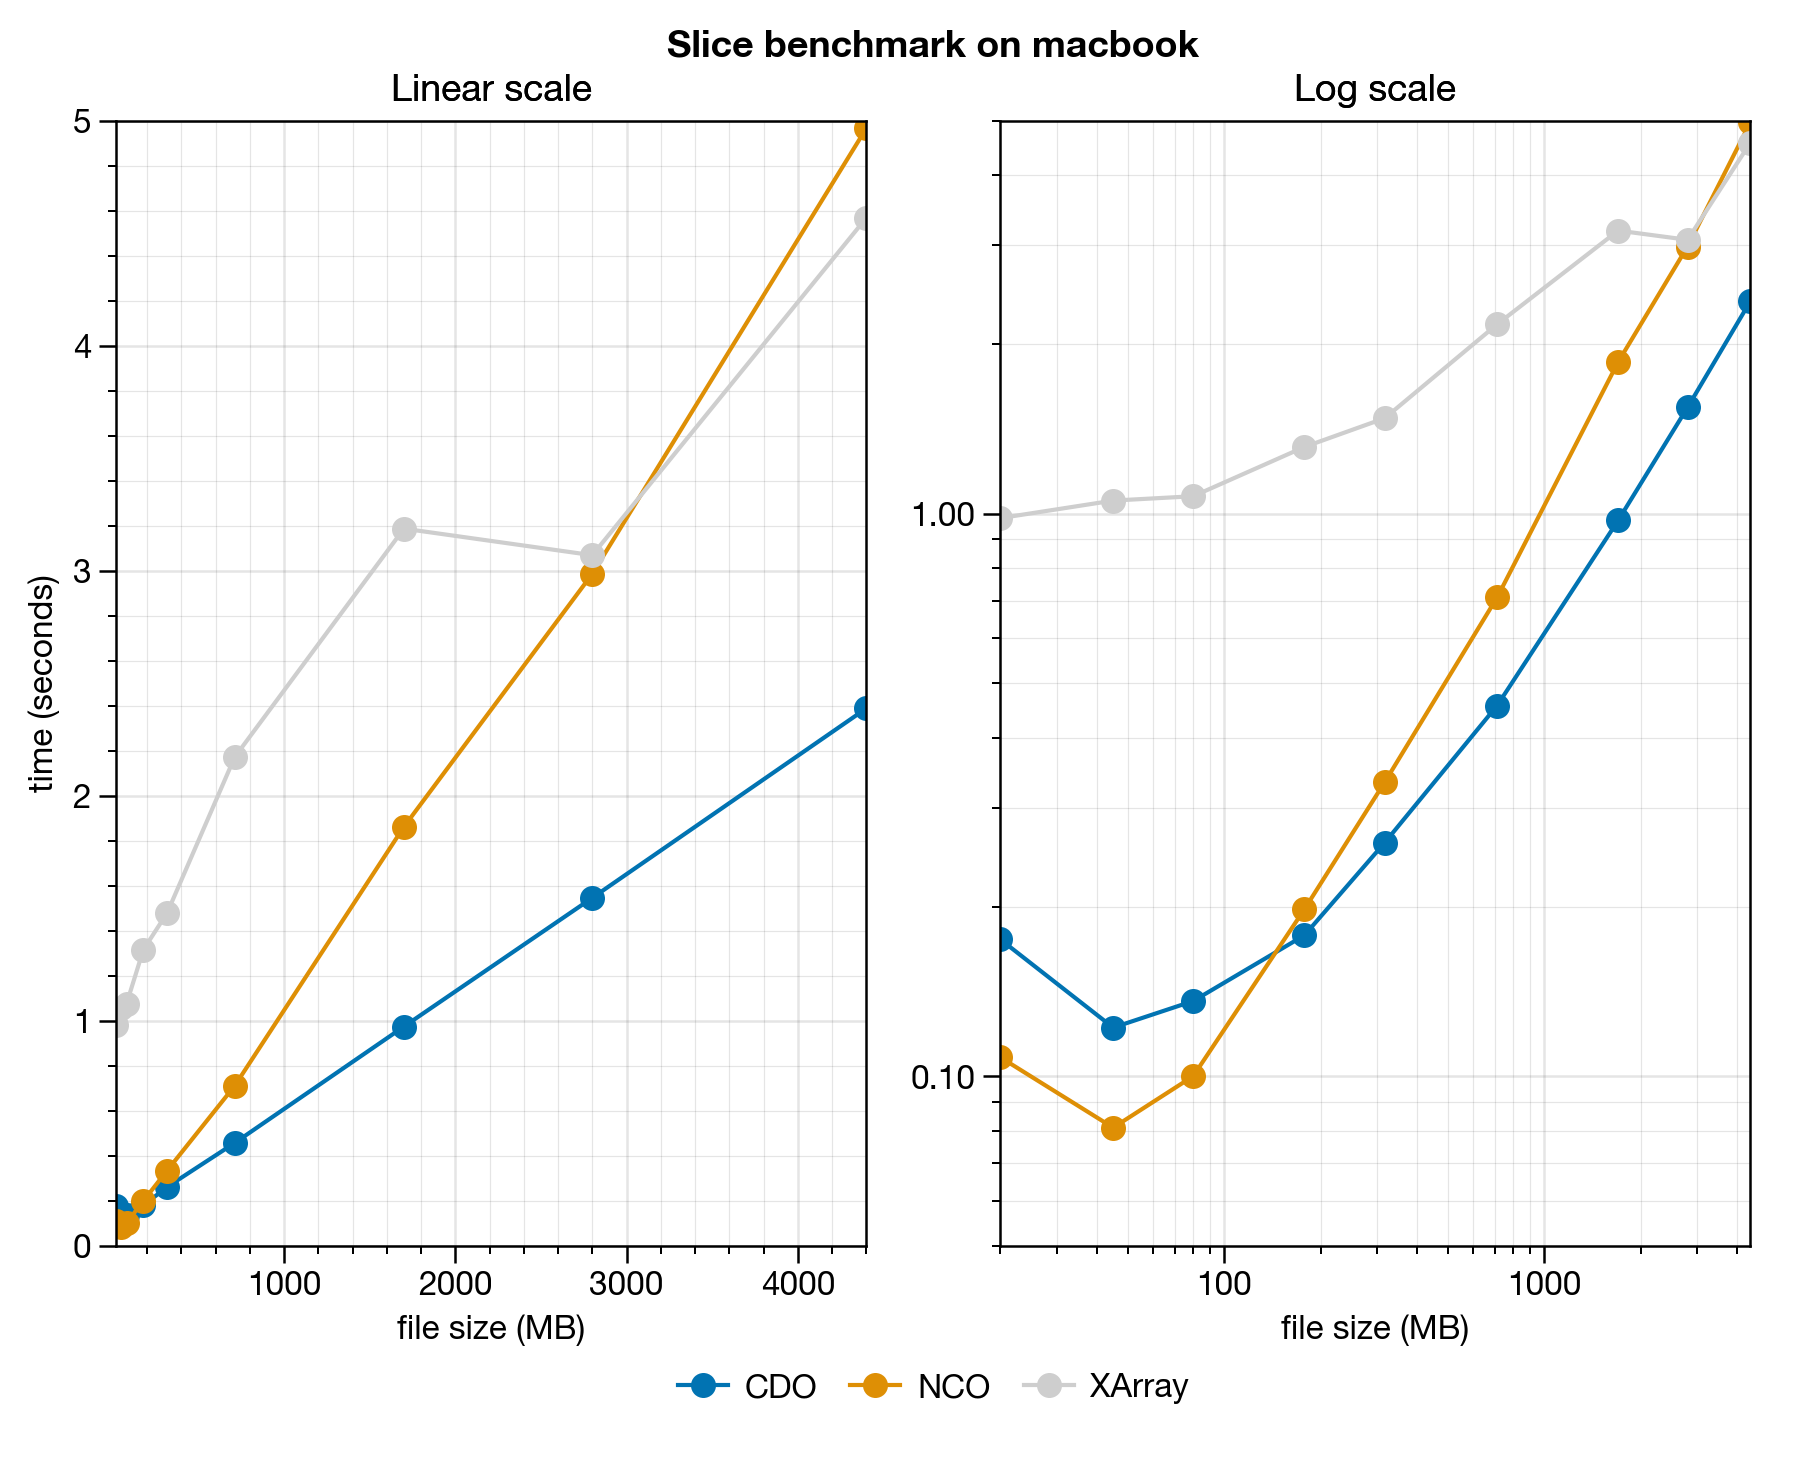 Slice benchmark on macbook
Linear scale
5
4
3
2
1
0
time (seconds)
1000 2000 3000 4000
file size (MB)
Log scale
1.00
0.10
100 1000
file size (MB)
CDO NCO XArray